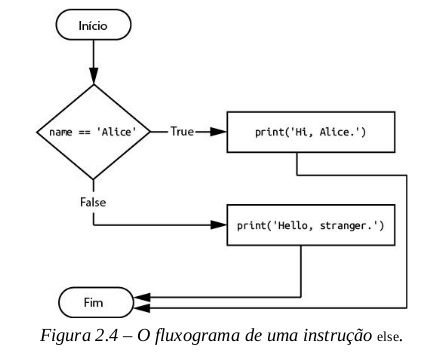 Início
name == 'Alice'
True
print('Hi, Alice.')
False
print('Hello, stranger.')
Fim
Figura 2.4 – O fluxograma de uma instrução else.